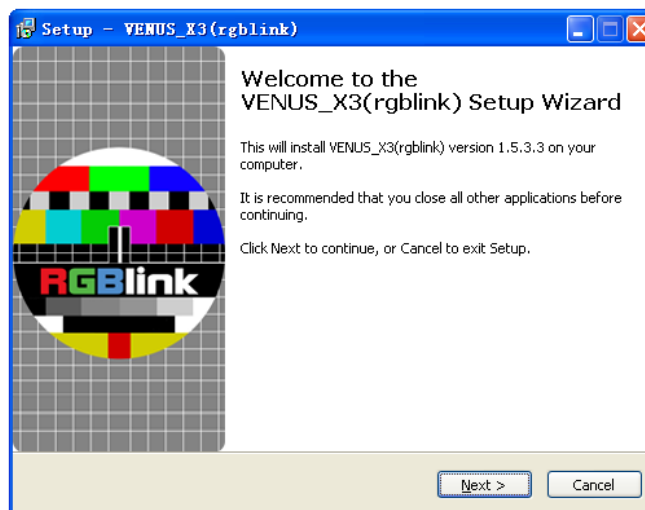 Setup - VENUS_X3(rgblink)
Welcome to the
VENUS_X3(rgblink) Setup Wizard
This will install VENUS_X3(rgblink) version 1.5.3.3 on your
computer.
It is recommended that you close all other applications before
continuing.
Click Next to continue, or Cancel to exit Setup.
RGBlink
Next >
Cancel